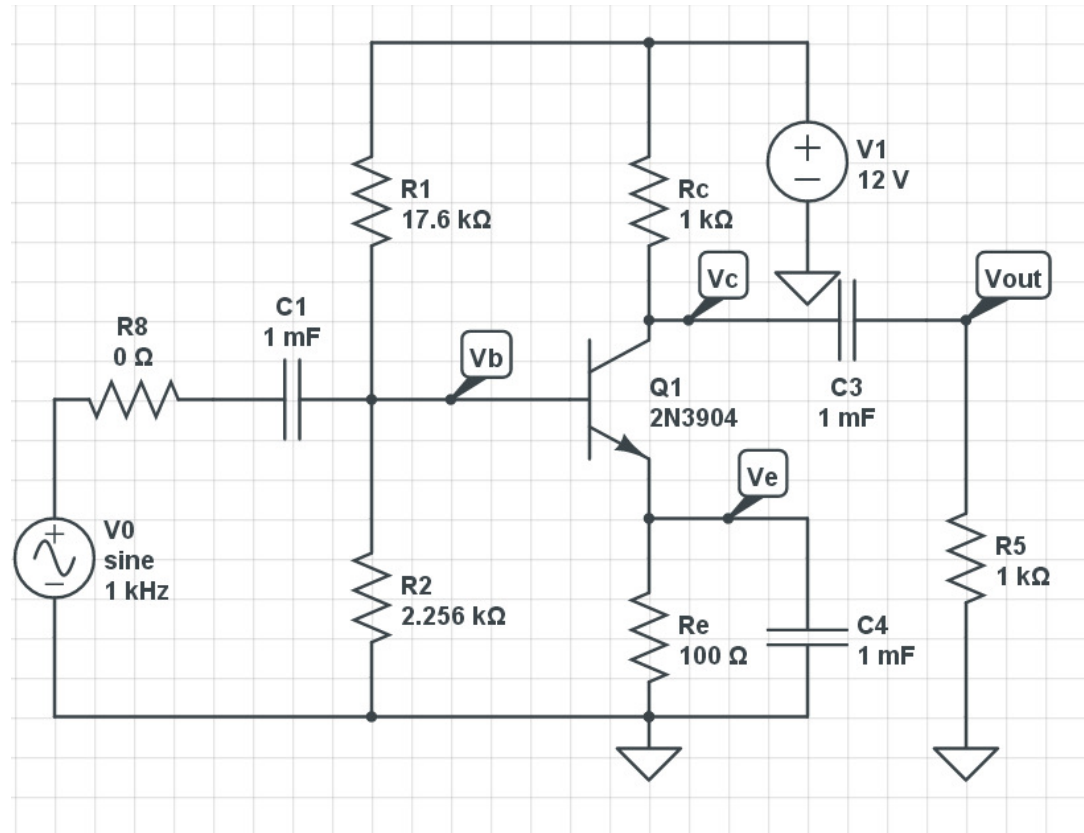 R1
17.6 kΩ
Rc
1 kΩ
+
−
V1
12 V
Vc
Vout
R8
0 Ω
C1
1 mF
Vb
Q1
2N3904
C3
1 mF
Ve
+
−
V0
sine
1 kHz
R2
2.256 kΩ
Re
100 Ω
C4
1 mF
R5
1 kΩ